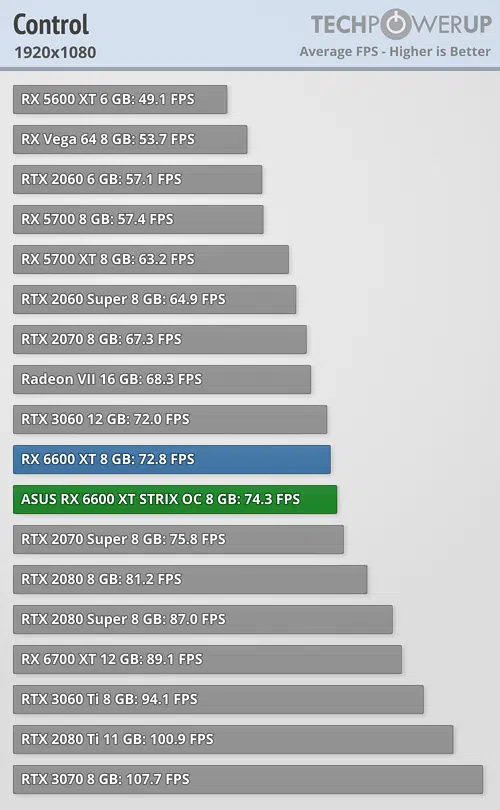 Control
TECHPOWERUP
1920x1080
Average FPS - Higher is Better
RX 5600 XT 6 GB: 49.1 FPS
RX Vega 64 8 GB: 53.7 FPS
RTX 2060 6 GB: 57.1 FPS
RX 5700 8 GB: 57.4 FPS
RX 5700 XT 8 GB: 63.2 FPS
RTX 2060 Super 8 GB: 64.9 FPS
RTX 2070 8 GB: 67.3 FPS
Radeon VII 16 GB: 68.3 FPS
RTX 3060 12 GB: 72.0 FPS
RX 6600 XT 8 GB: 72.8 FPS
ASUS RX 6600 XT STRIX OC 8 GB: 74.3 FPS
RTX 2070 Super 8 GB: 75.8 FPS
RTX 2080 8 GB: 81.2 FPS
RTX 2080 Super 8 GB: 87.0 FPS
RX 6700 XT 12 GB: 89.1 FPS
RTX 3060 Ti 8 GB: 94.1 FPS
RTX 2080 Ti 11 GB: 100.9 FPS
RTX 3070 8 GB: 107.7 FPS